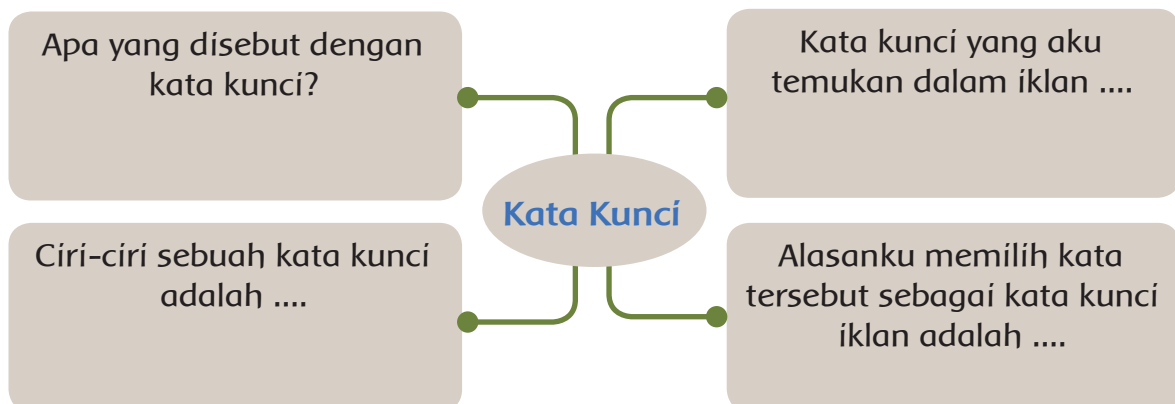 Apa yang disebut dengan
kata kunci?
Kata kunci yang aku
temukan dalam iklan ....
Kata Kunci
Ciri-ciri sebuah kata kunci
adalah ....
Alasanku memilih kata
tersebut sebagai kata kunci
iklan adalah ....